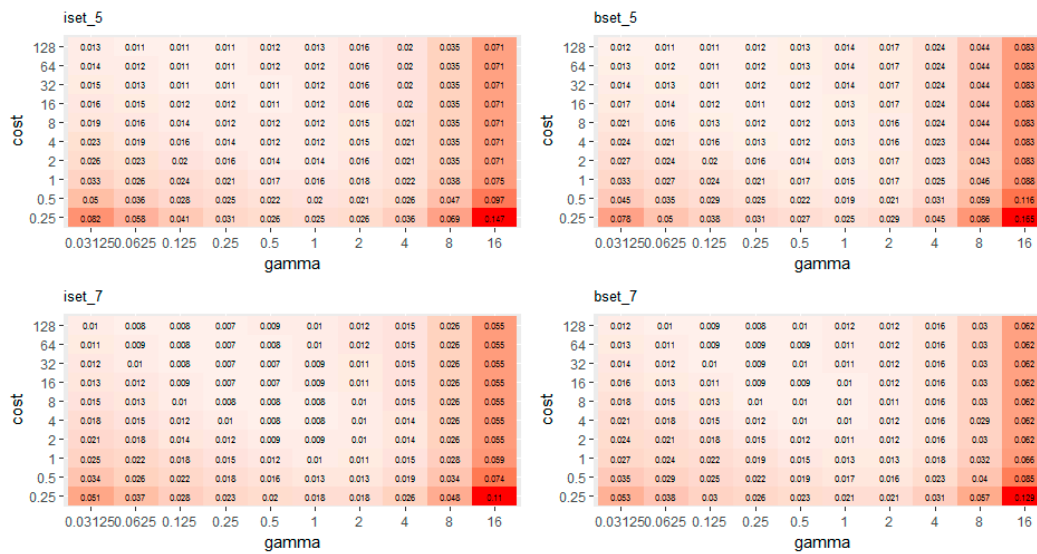 iset_5
128 0.013 0.011 0.011 0.011 0.012 0.013 0.016 0.02 0.035 0.071
64 0.014 0.012 0.011 0.011 0.012 0.012 0.016 0.02 0.035 0.071
32 0.015 0.013 0.011 0.011 0.011 0.012 0.016 0.02 0.035 0.071
16 0.016 0.015 0.012 0.012 0.011 0.012 0.016 0.02 0.035 0.071
8 0.019 0.016 0.014 0.012 0.012 0.012 0.015 0.021 0.035 0.071
cost
4 0.023 0.019 0.016 0.014 0.012 0.012 0.015 0.021 0.035 0.071
2 0.026 0.023 0.02 0.016 0.014 0.014 0.016 0.021 0.035 0.071
1 0.033 0.026 0.024 0.021 0.017 0.016 0.018 0.022 0.038 0.075
0.5 0.05 0.036 0.028 0.025 0.022 0.02 0.021 0.026 0.047 0.097
0.25 0.082 0.058 0.041 0.031 0.026 0.025 0.026 0.036 0.069 0.147
0.03125 0.0625 0.125 0.25 0.5 1 2 4 8 16
gamma
bset_5
128 0.012 0.011 0.011 0.012 0.013 0.014 0.017 0.024 0.044 0.083
64 0.013 0.012 0.011 0.012 0.012 0.014 0.017 0.024 0.044 0.083
32 0.014 0.013 0.011 0.012 0.012 0.014 0.017 0.024 0.044 0.083
16 0.017 0.014 0.012 0.011 0.012 0.013 0.017 0.024 0.044 0.083
8 0.021 0.016 0.013 0.012 0.012 0.013 0.017 0.024 0.044 0.083
cost
4 0.024 0.021 0.016 0.013 0.012 0.012 0.016 0.023 0.044 0.083
2 0.027 0.024 0.02 0.016 0.014 0.013 0.017 0.023 0.043 0.083
1 0.033 0.027 0.024 0.021 0.017 0.015 0.017 0.025 0.046 0.088
0.5 0.045 0.035 0.029 0.025 0.022 0.019 0.021 0.031 0.059 0.116
0.25 0.078 0.05 0.038 0.031 0.027 0.025 0.029 0.045 0.086 0.165
0.03125 0.0625 0.125 0.25 0.5 1 2 4 8 16
gamma
iset_7
128 0.01 0.008 0.008 0.007 0.009 0.01 0.012 0.015 0.026 0.055
64 0.011 0.009 0.008 0.007 0.008 0.01 0.012 0.015 0.026 0.055
32 0.012 0.01 0.008 0.007 0.007 0.009 0.011 0.015 0.026 0.055
16 0.013 0.012 0.009 0.007 0.007 0.009 0.011 0.015 0.026 0.055
8 0.015 0.013 0.01 0.008 0.008 0.008 0.01 0.015 0.026 0.055
cost
4 0.018 0.015 0.012 0.01 0.008 0.008 0.01 0.014 0.026 0.055
2 0.021 0.018 0.014 0.012 0.009 0.009 0.01 0.014 0.026 0.055
1 0.025 0.022 0.018 0.015 0.012 0.01 0.011 0.015 0.028 0.059
0.5 0.034 0.026 0.022 0.018 0.016 0.013 0.013 0.019 0.034 0.074
0.25 0.051 0.037 0.028 0.023 0.02 0.018 0.018 0.026 0.048 0.11
0.03125 0.0625 0.125 0.25 0.5 1 2 4 8 16
gamma
bset_7
128 0.012 0.01 0.009 0.008 0.01 0.012 0.012 0.016 0.03 0.062
64 0.013 0.011 0.009 0.009 0.009 0.011 0.012 0.016 0.03 0.062
32 0.014 0.012 0.01 0.009 0.01 0.011 0.012 0.016 0.03 0.062
16 0.016 0.013 0.011 0.009 0.009 0.01 0.012 0.016 0.03 0.062
8 0.018 0.015 0.013 0.01 0.01 0.01 0.012 0.016 0.03 0.062
cost
4 0.021 0.018 0.015 0.012 0.01 0.01 0.012 0.016 0.029 0.062
2 0.024 0.021 0.018 0.015 0.012 0.011 0.012 0.016 0.03 0.062
1 0.027 0.024 0.022 0.019 0.015 0.013 0.013 0.018 0.032 0.066
0.5 0.035 0.029 0.025 0.022 0.019 0.017 0.016 0.023 0.04 0.085
0.25 0.053 0.038 0.03 0.026 0.023 0.021 0.021 0.031 0.057 0.129
0.03125 0.0625 0.125 0.25 0.5 1 2 4 8 16
gamma